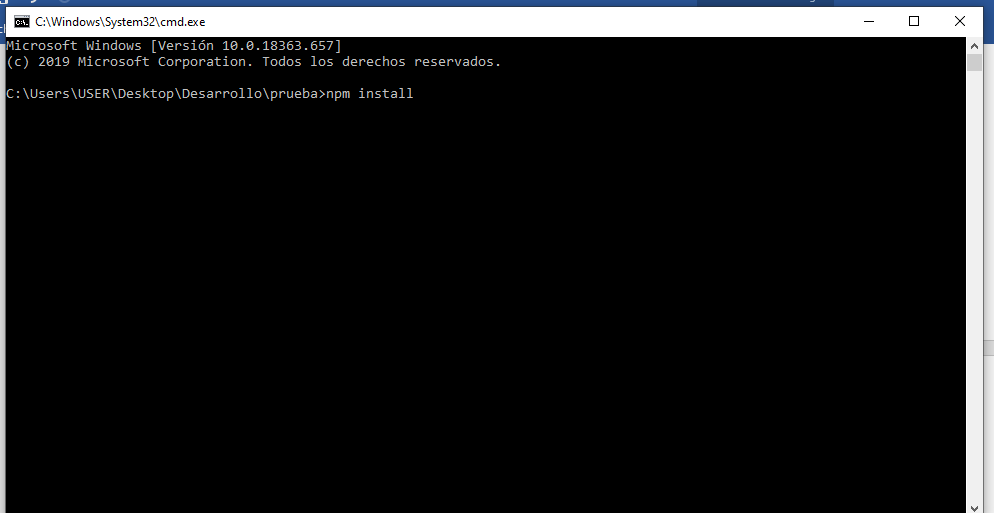 C:\Windows\System32\cmd.exe
Microsoft Windows [Versión 10.0.18363.657]
(c) 2019 Microsoft Corporation. Todos los derechos reservados.
C:\Users\USER\Desktop\Desarrollo\prueba>npm install